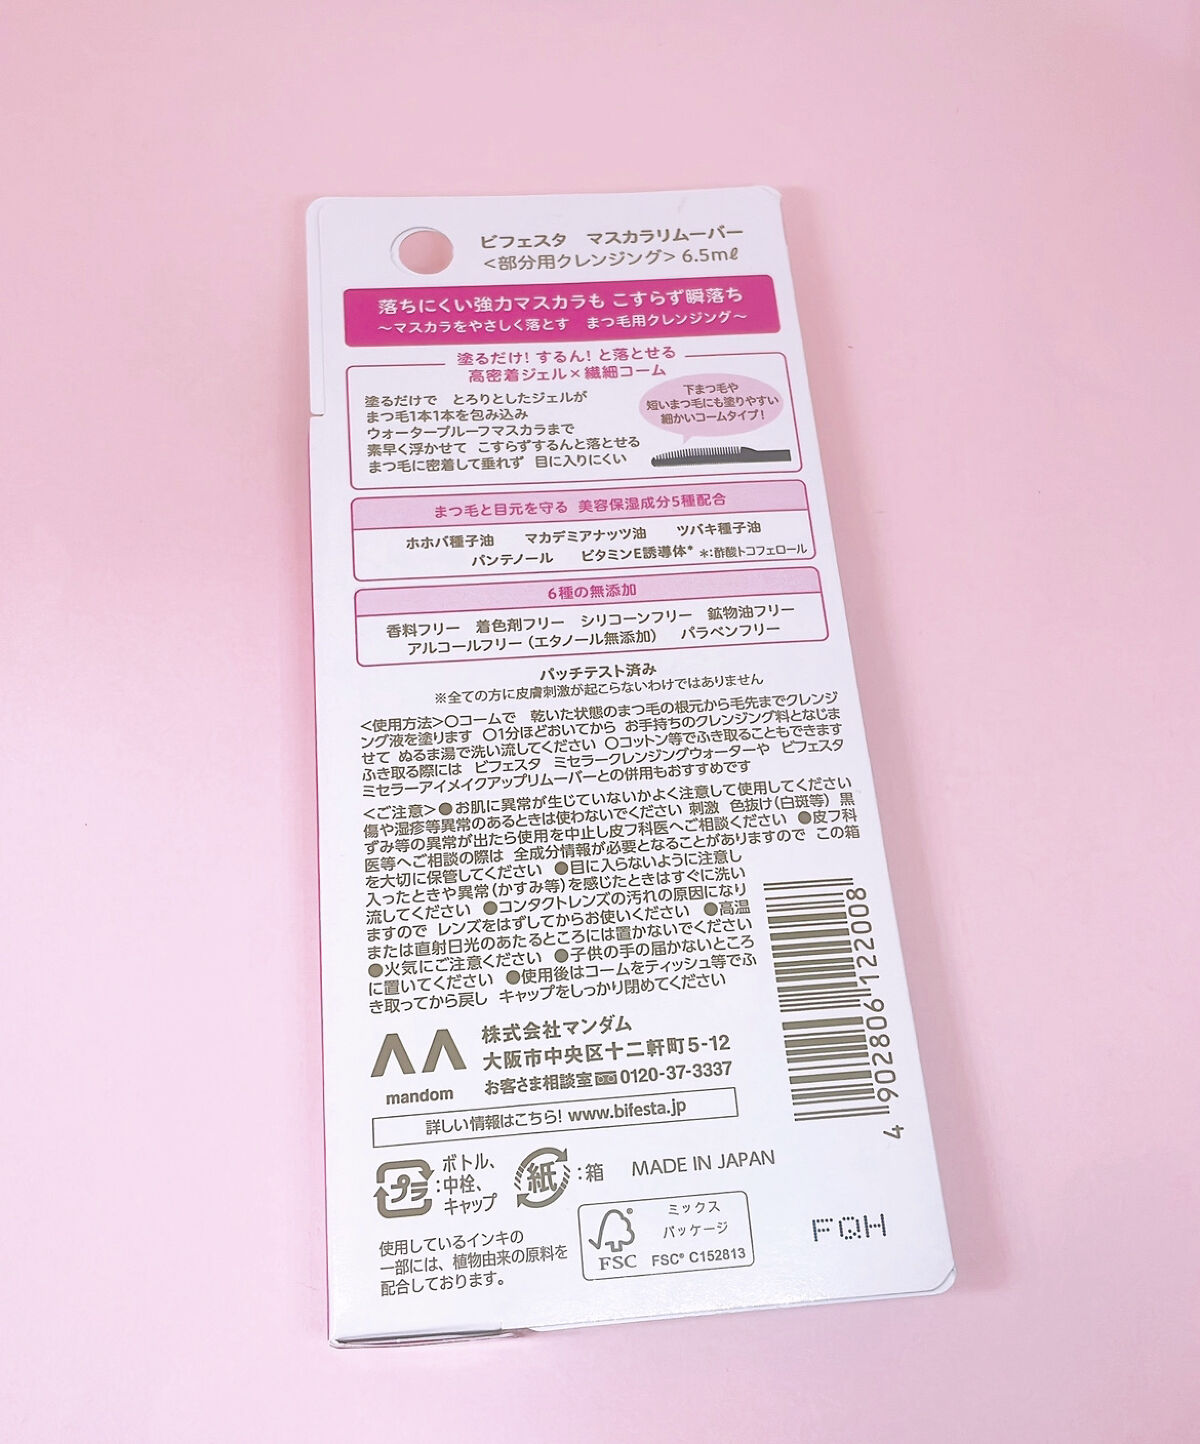 ビフェスタ マスカラリムーバー
<部分用クレンジング> 6.5mℓ
落ちにくい強力マスカラも こすらず瞬落ち
～マスカラをやさしく落とす まつ毛用クレンジング～
塗るだけ! するん! と落とせる
高密着ジェル×繊細コーム
塗るだけで とろりとしたジェルが
まつ毛1本1本を包み込み
ウォータープルーフマスカラまで
素早く浮かせて こすらずするんと落とせる
まつ毛に密着して垂れず 目に入りにくい
下まつ毛や
短いまつ毛にも塗りやすい
細かいコームタイプ!
まつ毛と目元を守る 美容保湿成分5種配合
ホホバ種子油 マカデミアナッツ油 ツバキ種子油
パンテノール ビタミンE誘導体* *:酢酸トコフェロール
6種の無添加
香料フリー 着色剤フリー シリコーンフリー 鉱物油フリー
アルコールフリー (エタノール無添加) パラベンフリー
パッチテスト済み
※全ての方に皮膚刺激が起こらないわけではありません
<使用方法>○コームで 乾いた状態のまつ毛の根元から毛先までクレンジ
ング液を塗ります ○1分ほどおいてから お手持ちのクレンジング料となじま
せて ぬるま湯で洗い流してください ○コットン等でふき取ることもできます
ふき取る際には ビフェスタ ミセラークレンジングウォーターや ビフェスタ
ミセラーアイメイクアップリムーバーとの併用もおすすめです
<ご注意>●お肌に異常が生じていないかよく注意して使用してください
傷や湿疹等異常のあるときは使わないでください 刺激 色抜け(白斑等) 黒
ずみ等の異常が出たら使用を中止し皮フ科医へご相談ください ●皮フ科
医等へご相談の際は 全成分情報が必要となることがありますので この箱
を大切に保管してください ●目に入らないように注意し
入ったときや異常(かすみ等)を感じたときはすぐに洗い
流してください ●コンタクトレンズの汚れの原因になり
ますので レンズをはずしてからお使いください ●高温
または直射日光のあたるところには置かないでください
●火気にご注意ください ●子供の手の届かないところ
に置いてください ●使用後はコームをティッシュ等でふ
き取ってから戻し キャップをしっかり閉めてください
4 902806 122008
mandom
株式会社マンダム
大阪市中央区十二軒町5-12
お客さま相談室 0120-37-3337
詳しい情報はこちら! www.bifesta.jp
プラ:ボトル、
中栓、
キャップ
紙:箱
MADE IN JAPAN
使用しているインキの
一部には、植物由来の原料を
配合しております。
FSC
ミックス
パッケージ
FSC® C152813
FQH